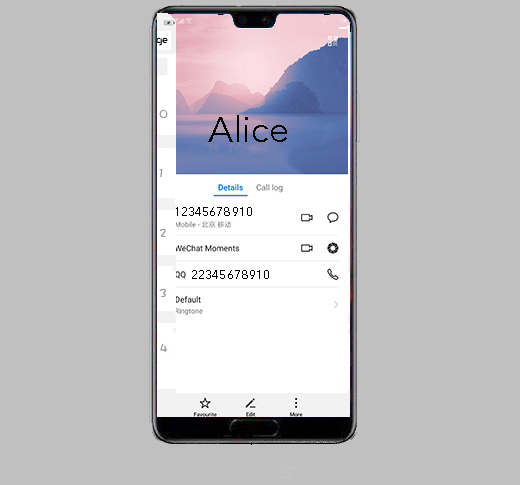 ge
Alice
Details Call log
12345678910
Mobile - 北京 移动
WeChat Moments
QQ 22345678910
Default
Ringtone
0
1
2
3
4
Favourite Edit More